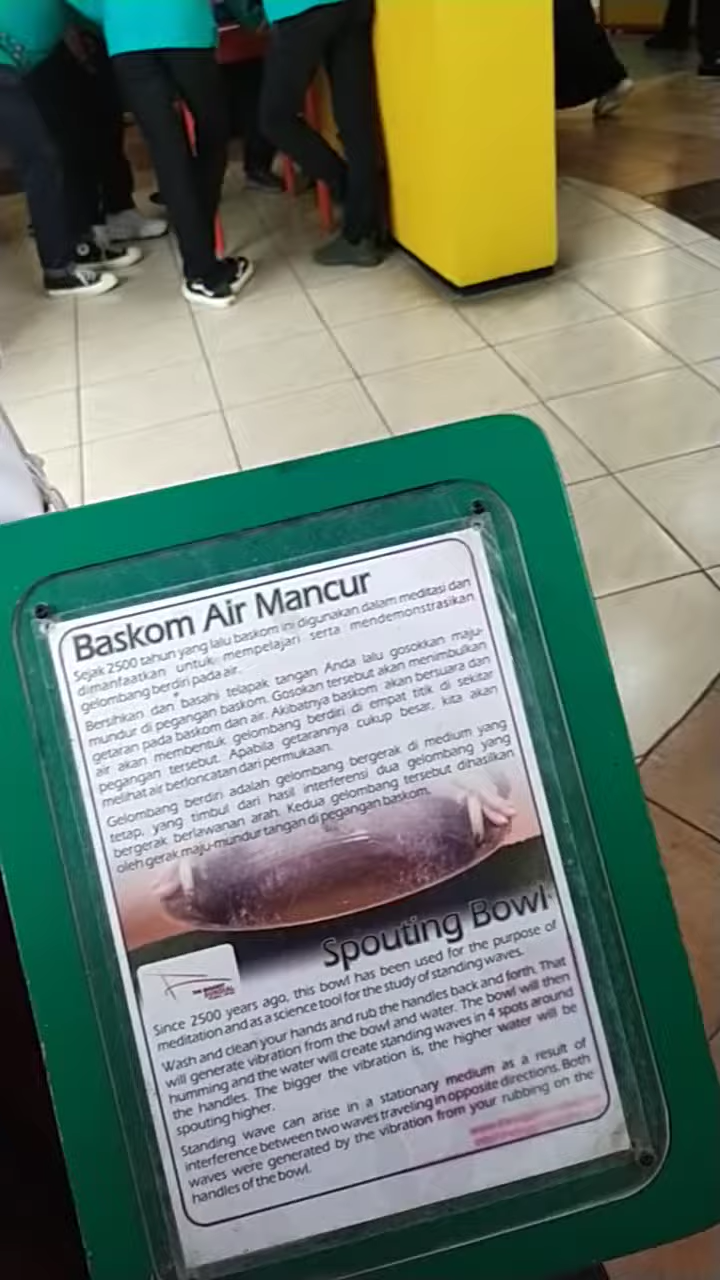 Baskom Air Mancur
Sejak 2500 tahun yang lalu baskom ini digunakan dalam meditasi dan
dimanfaatkan untuk mempelajari serta mendemonstrasikan
gelombang berdiri pada air.
Bersihkan dan basahi telapak tangan Anda lalu gosokkan maju-
mundur di pegangan baskom. Gosokan tersebut akan menimbulkan
getaran pada baskom dan air. Akibatnya baskom akan bersuara dan
air akan membentuk gelombang berdiri di empat titik di sekitar
pegangan tersebut. Apabila getarannya cukup besar, kita akan
melihat air berloncatan dari permukaan.
Gelombang berdiri adalah gelombang bergerak di medium yang
tetap, yang timbul dari hasil interferensi dua gelombang yang
bergerak berlawanan arah. Kedua gelombang tersebut dihasilkan
oleh gerak maju-mundur tangan di pegangan baskom.
Spouting Bowl
Since 2500 years ago, this bowl has been used for the purpose of
meditation and as a science tool for the study of standing waves.
Wash and clean your hands and rub the handles back and forth. That
will generate vibration from the bowl and water. The bowl will then
humming and the water will create standing waves in 4 spots around
the handles. The bigger the vibration is, the higher water will be
spouting higher.
Standing wave can arise in a stationary medium as a result of
interference between two waves traveling in opposite directions. Both
waves were generated by the vibration from your rubbing on the
handles of the bowl.